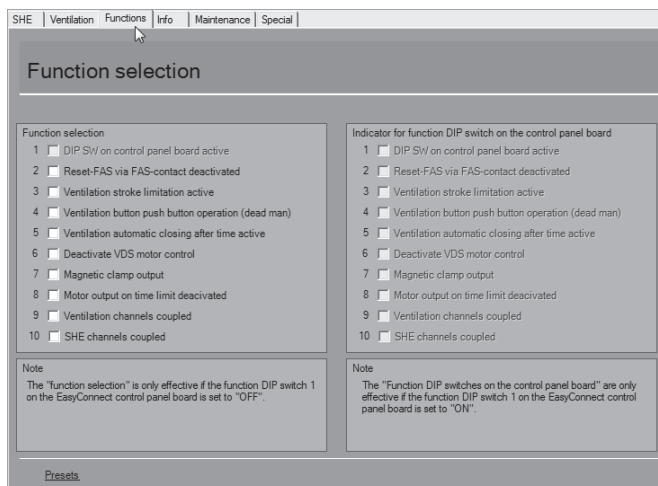 SHE Ventilation Functions Info Maintenance Special
Function selection
Function selection
1 DIP SW on control panel board active
2 Reset-FAS via FAS-contact deactivated
3 Ventilation stroke limitation active
4 Ventilation button push button operation (dead man)
5 Ventilation automatic closing after time active
6 Deactivate VDS motor control
7 Magnetic clamp output
8 Motor output on time limit deacivated
9 Ventilation channels coupled
10 SHE channels coupled
Note
The "function selection" is only effective if the function DIP switch 1
on the EasyConnect control panel board is set to "OFF".
Indicator for function DIP switch on the control panel board
1 DIP SW on control panel board active
2 Reset-FAS via FAS-contact deactivated
3 Ventilation stroke limitation active
4 Ventilation button push button operation (dead man)
5 Ventilation automatic closing after time active
6 Deactivate VDS motor control
7 Magnetic clamp output
8 Motor output on time limit deacivated
9 Ventilation channels coupled
10 SHE channels coupled
Note
The "Function DIP switches on the control panel board" are only
effective if the function DIP switch 1 on the EasyConnect control
panel board is set to "ON".
Presets